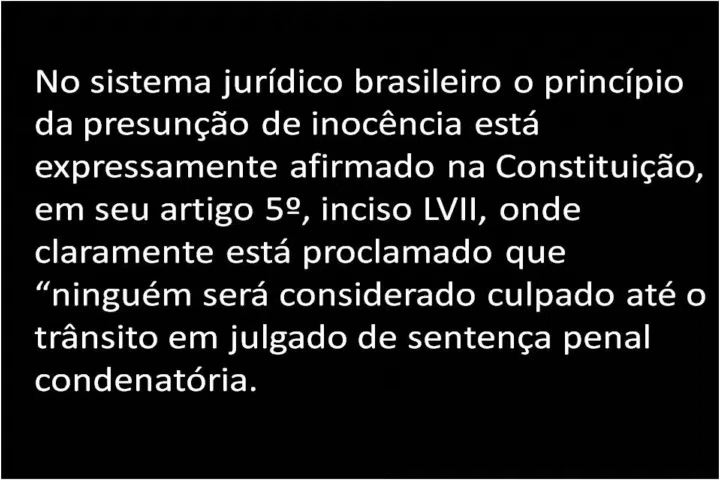 No sistema jurídico brasileiro o princípio
da presunção de inocência está
expressamente afirmado na Constituição,
em seu artigo 5º, inciso LVII, onde
claramente está proclamado que
“ninguém será considerado culpado até o
trânsito em julgado de sentença penal
condenatória.